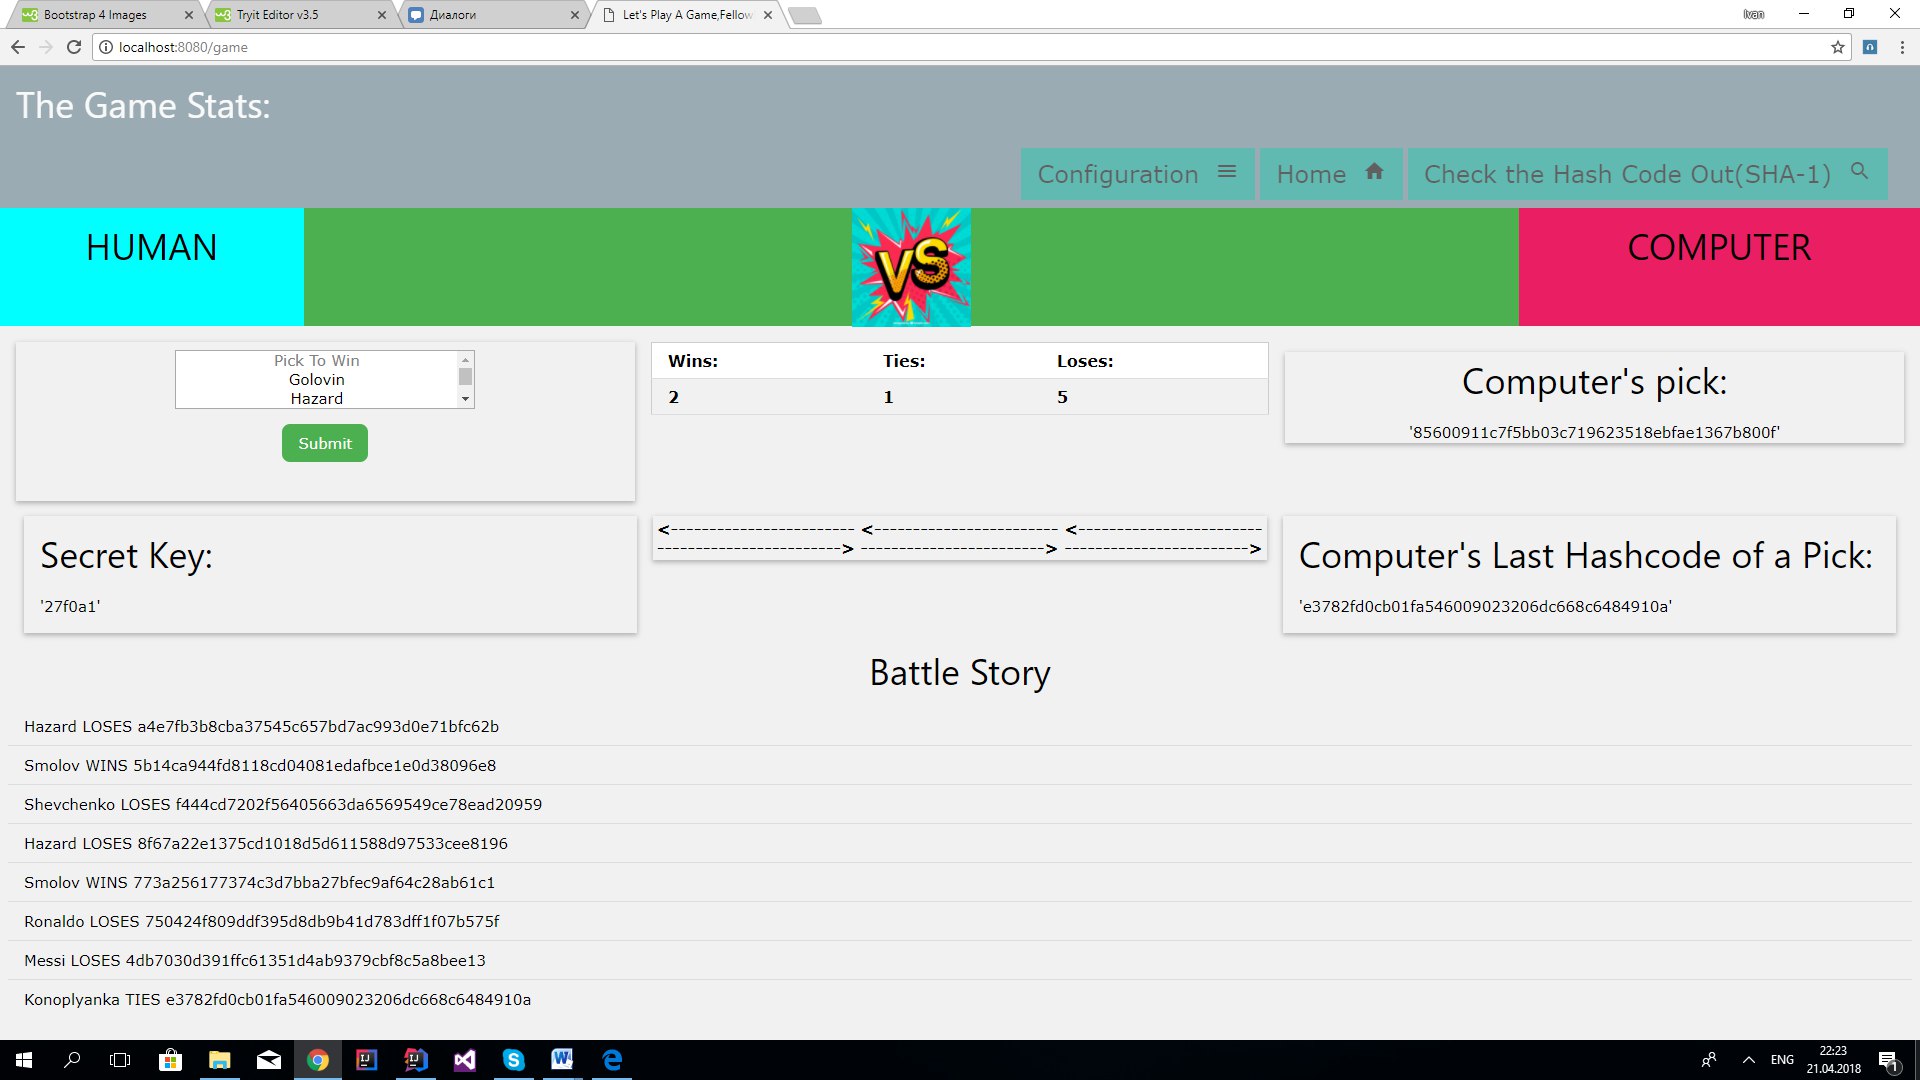 Bootstrap 4 Images
Tryit Editor v3.5
Диалоги
Let's Play A Game,Fellow
Ivan
localhost:8080/game
The Game Stats:
Configuration
Home
Check the Hash Code Out(SHA-1)
HUMAN
VS
COMPUTER
Pick To Win
Golovin
Hazard
Submit
Wins: Ties: Loses:
2 1 5
Computer's pick:
'85600911c7f5bb03c719623518ebfae1367b800f'
Secret Key:
'27f0a1'
<------------------------ <------------------------ <------------------------
------------------------> ------------------------> ------------------------>
Computer's Last Hashcode of a Pick:
'e3782fd0cb01fa546009023206dc668c6484910a'
Battle Story
Hazard LOSES a4e7fb3b8cba37545c657bd7ac993d0e71bfc62b
Smolov WINS 5b14ca944fd8118cd04081edafbce1e0d38096e8
Shevchenko LOSES f444cd7202f56405663da6569549ce78ead20959
Hazard LOSES 8f67a22e1375cd1018d5d611588d97533cee8196
Smolov WINS 773a256177374c3d7bba27bfec9af64c28ab61c1
Ronaldo LOSES 750424f809ddf395d8db9b41d783dff1f07b575f
Messi LOSES 4db7030d391ffc61351d4ab9379cbf8c5a8bee13
Konoplyanka TIES e3782fd0cb01fa546009023206dc668c6484910a
ENG
22:23
21.04.2018
1